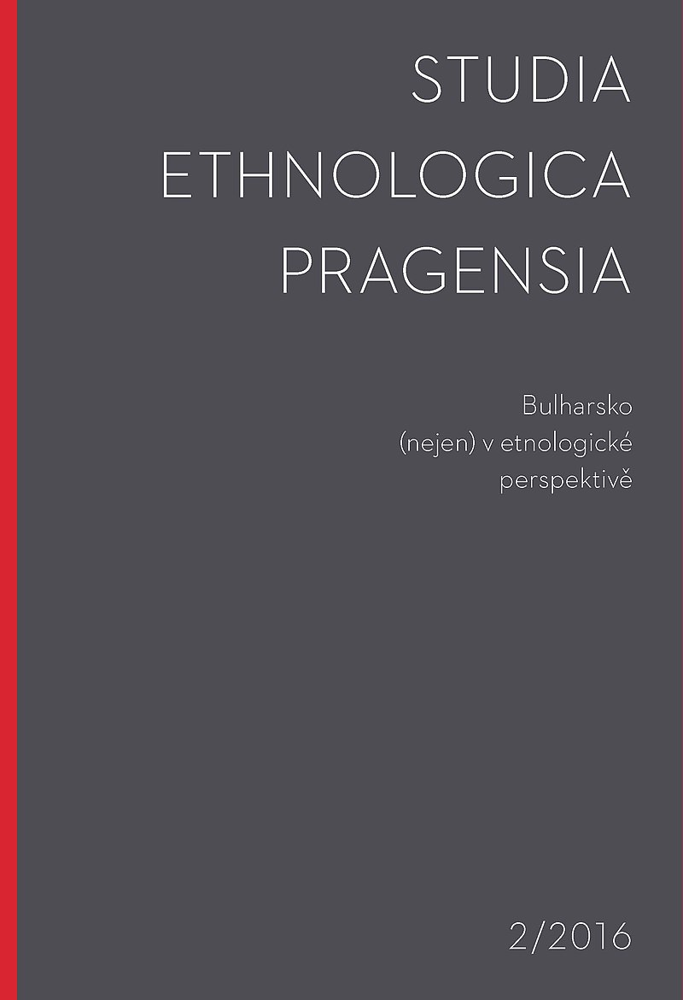 STUDIA
ETHNOLOGICA
PRAGENSIA
Bulharsko
(nejen) v etnologické
perspektivě
2/2016